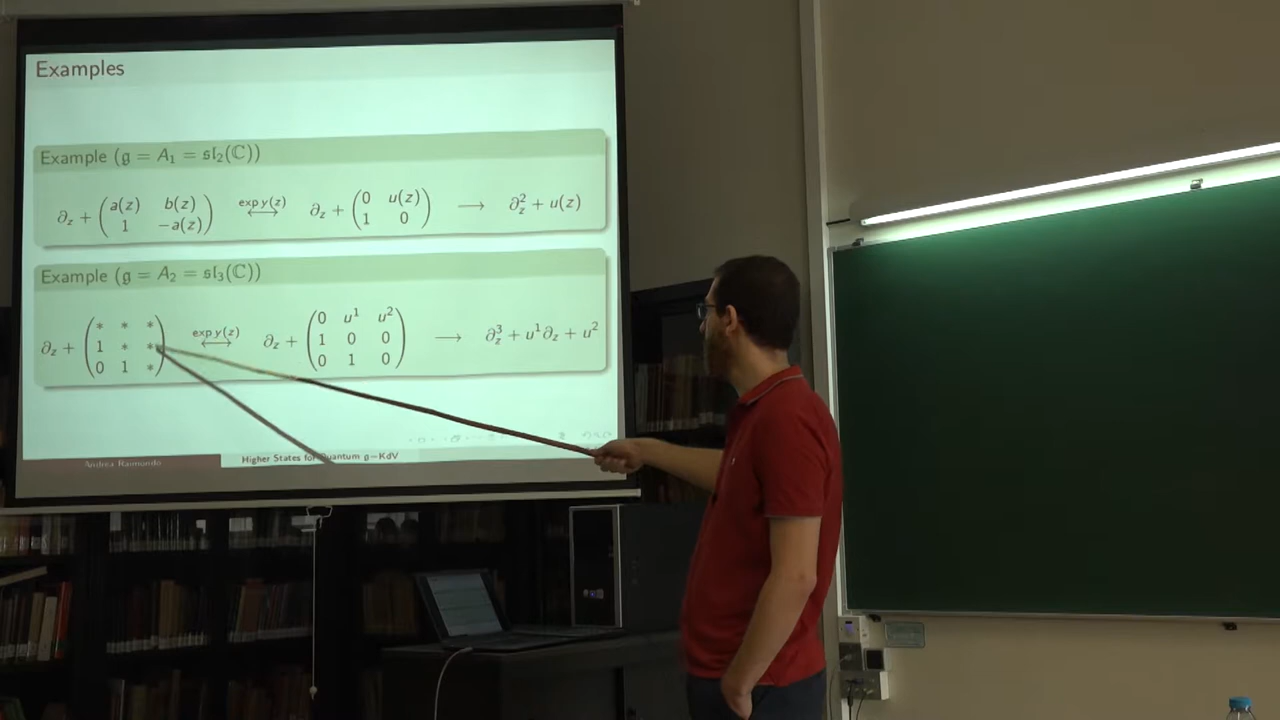 Examples
Example (𝔤 = A₁ = 𝔰𝔩₂(ℂ))
∂_z + ( a(z) b(z) ; 1 −a(z) ) ⟷^{exp y(z)} ∂_z + ( 0 u(z) ; 1 0 ) ⟶ ∂_z² + u(z)
Example (𝔤 = A₂ = 𝔰𝔩₃(ℂ))
∂_z + ( * * * ; 1 * * ; 0 1 * ) ⟷^{exp y(z)} ∂_z + ( 0 u¹ u² ; 1 0 0 ; 0 1 0 ) ⟶ ∂_z³ + u¹∂_z + u²
Andrea Raimondo
Higher States for Quantum 𝔤−KdV